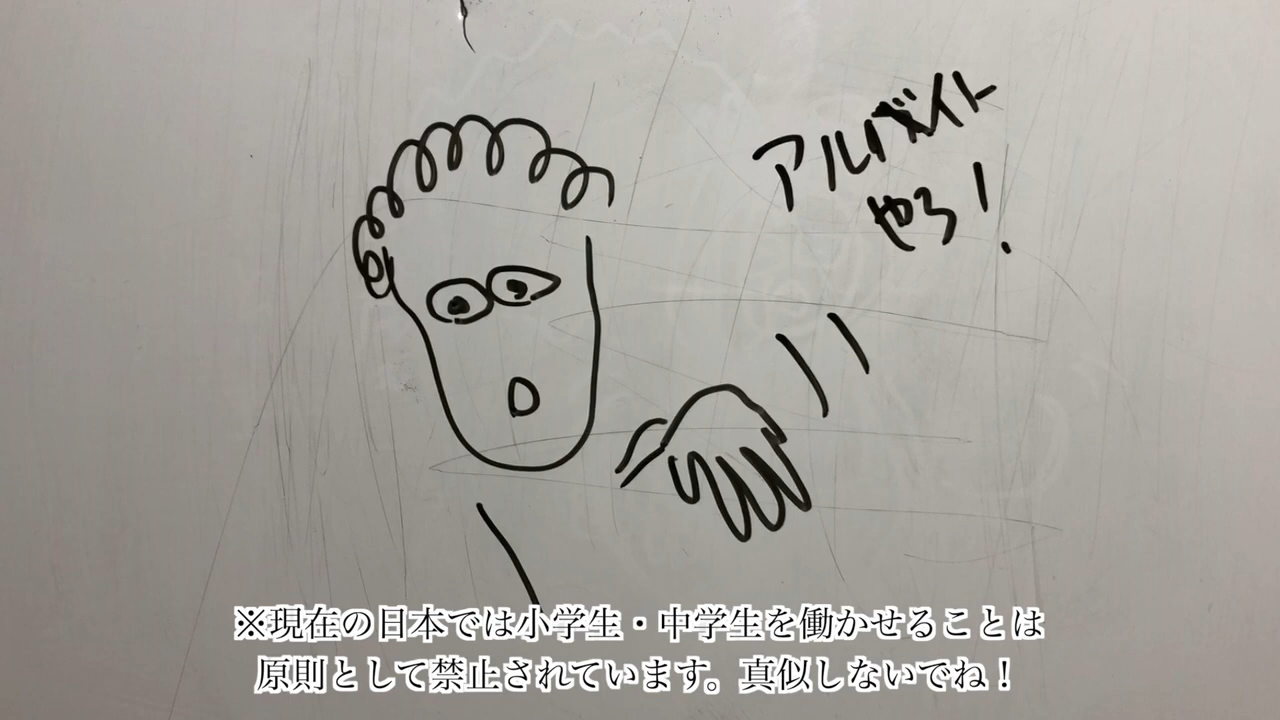 アルバイト
やろ!
※現在の日本では小学生・中学生を働かせることは
原則として禁止されています。真似しないでね!